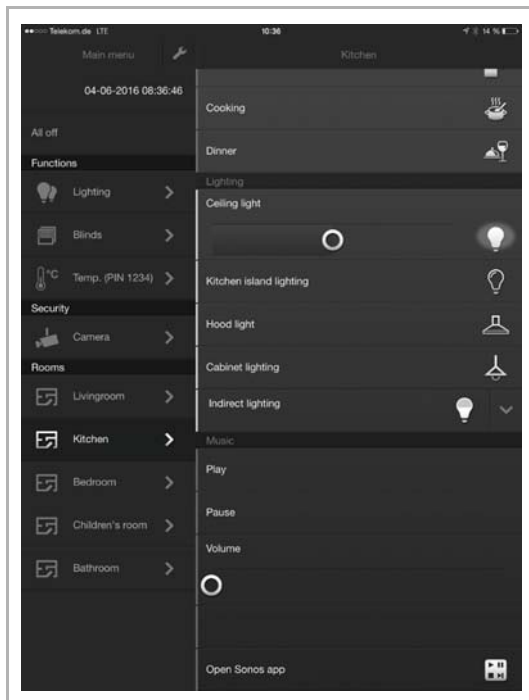 Telekom.de LTE 10:36 14 %
Main menu
Kitchen
04-06-2016 08:36:46
All off
Functions
Lighting
Blinds
°C Temp. (PIN 1234)
Security
Camera
Rooms
Livingroom
Kitchen
Bedroom
Children's room
Bathroom
Cooking
Dinner
Lighting
Ceiling light
Kitchen island lighting
Hood light
Cabinet lighting
Indirect lighting
Music
Play
Pause
Volume
Open Sonos app